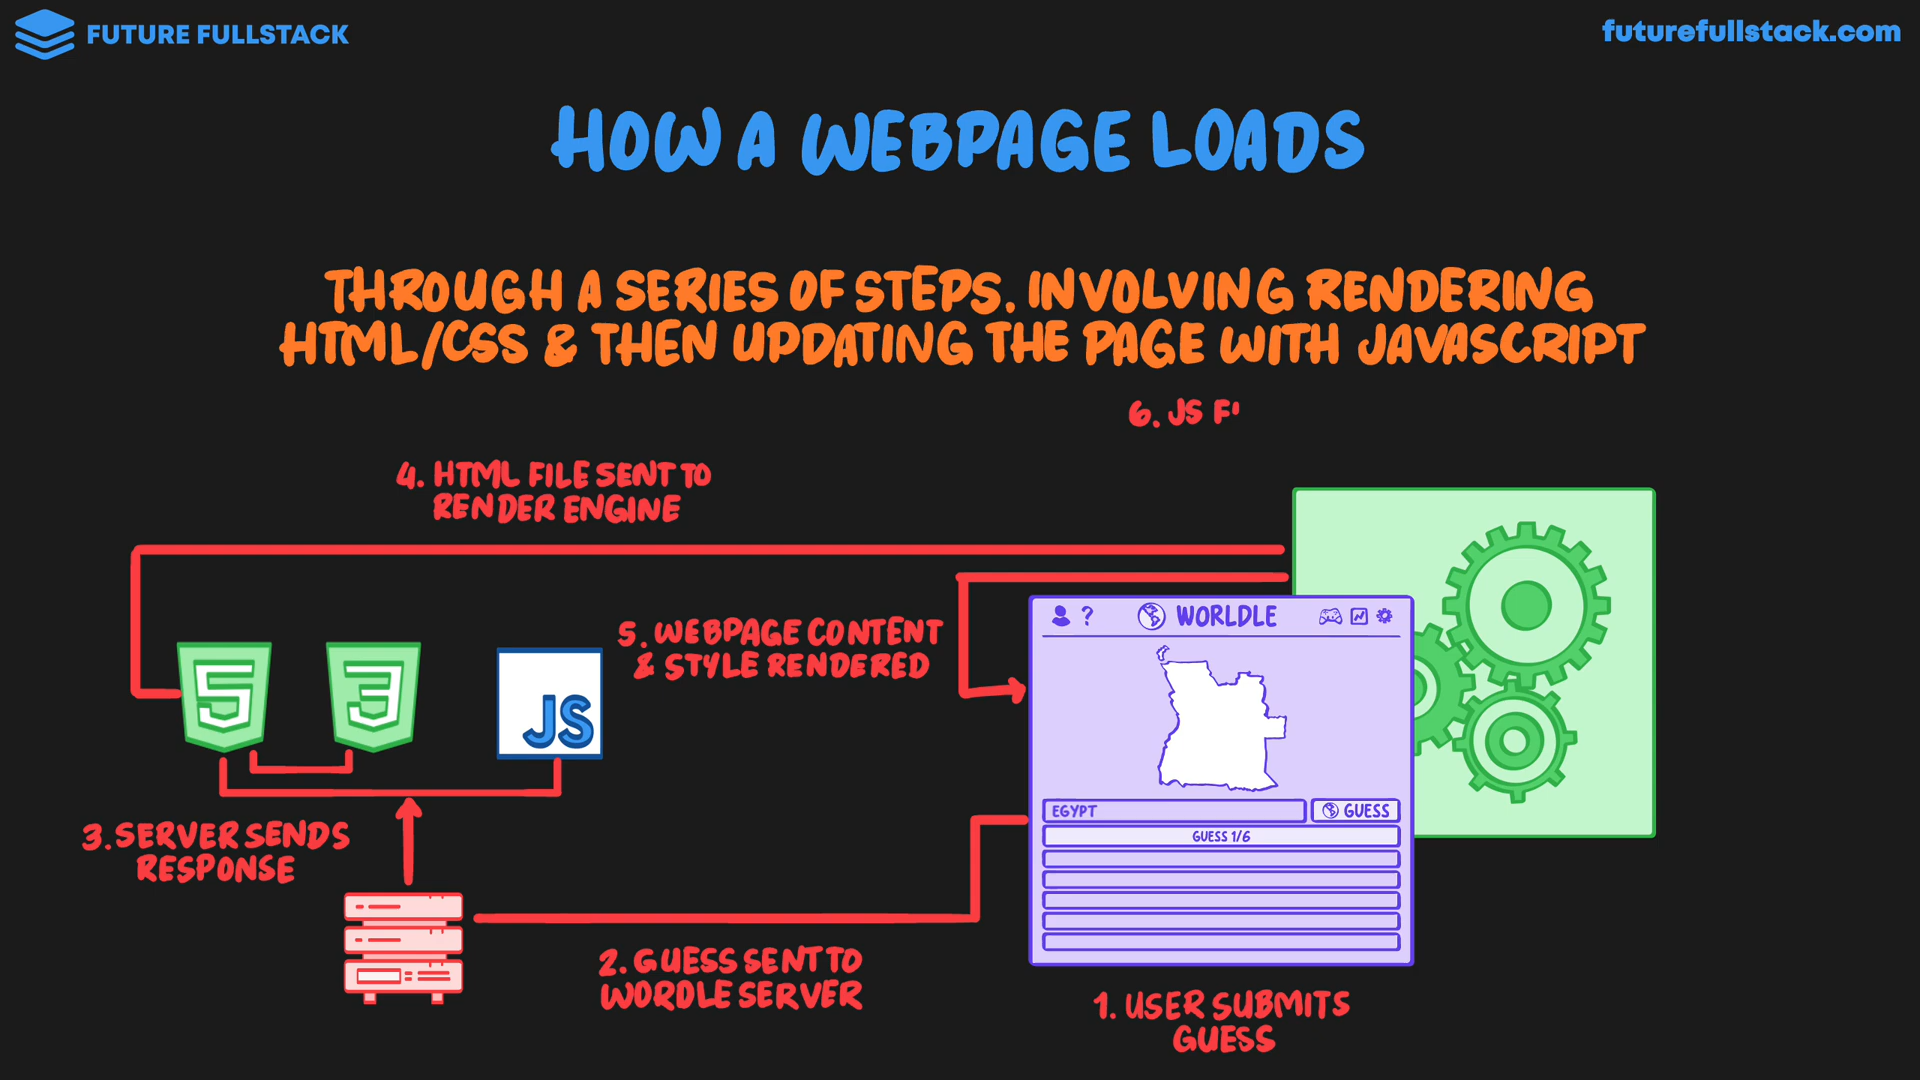 FUTURE FULLSTACK
futurefullstack.com
HOW A WEBPAGE LOADS
THROUGH A SERIES OF STEPS. INVOLVING RENDERING
HTML/CSS & THEN UPDATING THE PAGE WITH JAVASCRIPT
6. JS
4. HTML FILE SENT TO
RENDER ENGINE
5. WEBPAGE CONTENT
& STYLE RENDERED
? WORLDLE
5
3
JS
EGYPT
GUESS
GUESS 1/6
3. SERVER SENDS
RESPONSE
2. GUESS SENT TO
WORDLE SERVER
1. USER SUBMITS
GUESS